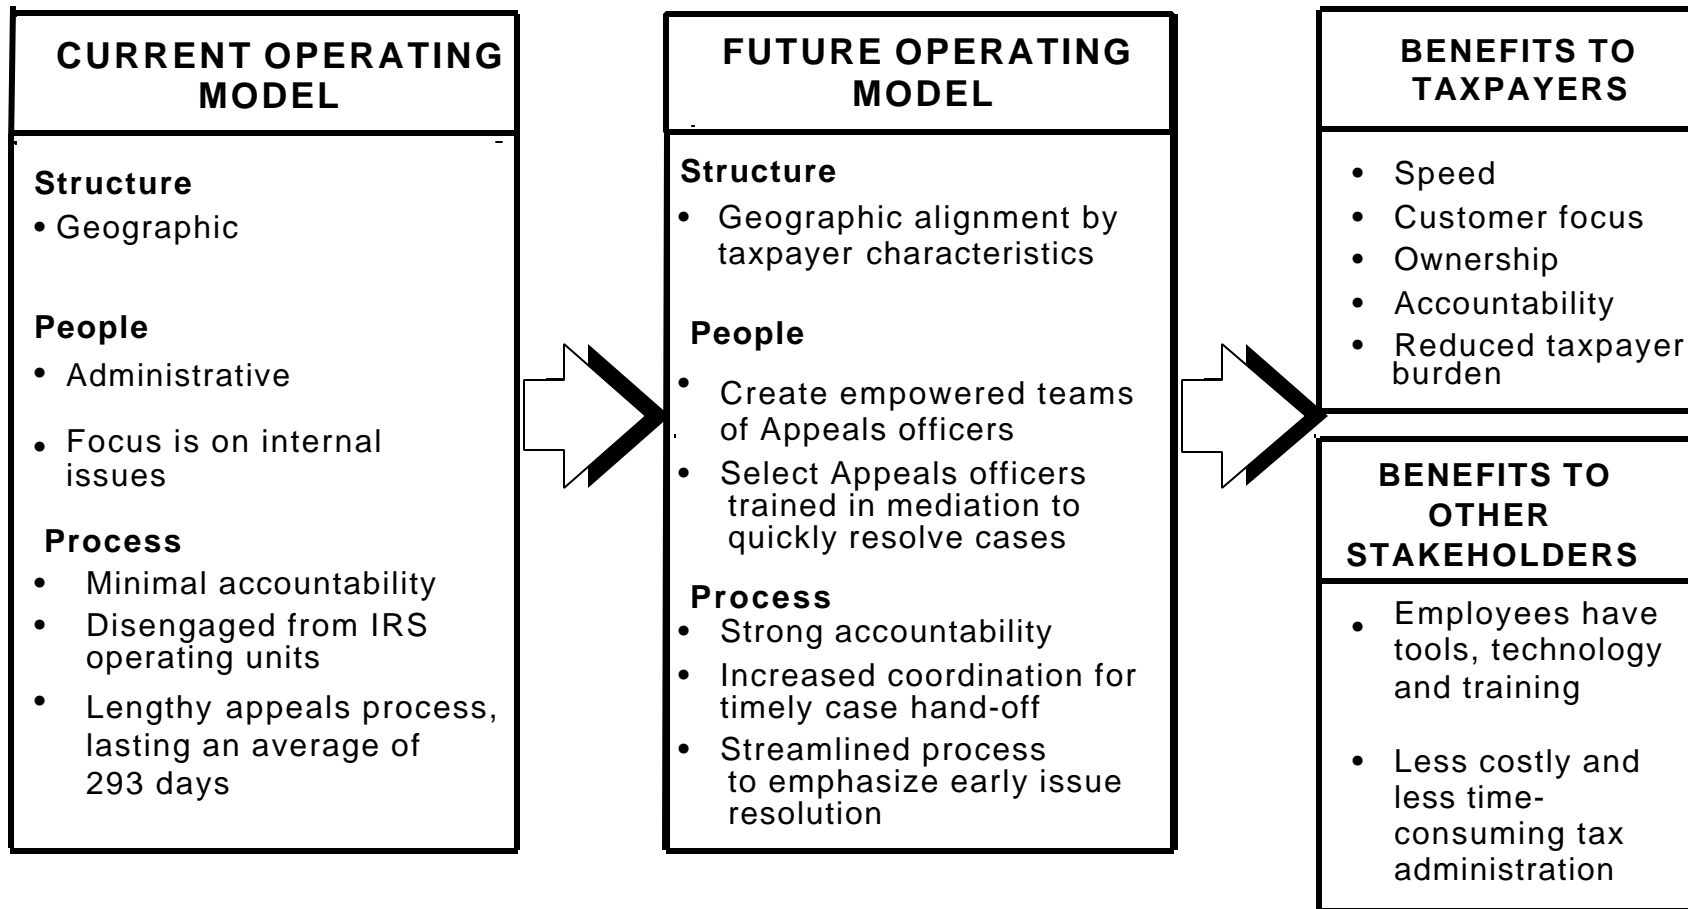 CURRENT OPERATING
MODEL
Structure
• Geographic
People
• Administrative
• Focus is on internal
issues
Process
• Minimal accountability
• Disengaged from IRS
operating units
• Lengthy appeals process,
lasting an average of
293 days
FUTURE OPERATING
MODEL
Structure
• Geographic alignment by
taxpayer characteristics
People
• Create empowered teams
of Appeals officers
• Select Appeals officers
trained in mediation to
quickly resolve cases
Process
• Strong accountability
• Increased coordination for
timely case hand-off
• Streamlined process
to emphasize early issue
resolution
BENEFITS TO
TAXPAYERS
• Speed
• Customer focus
• Ownership
• Accountability
• Reduced taxpayer
burden
BENEFITS TO
OTHER
STAKEHOLDERS
• Employees have
tools, technology
and training
• Less costly and
less time-
consuming tax
administration